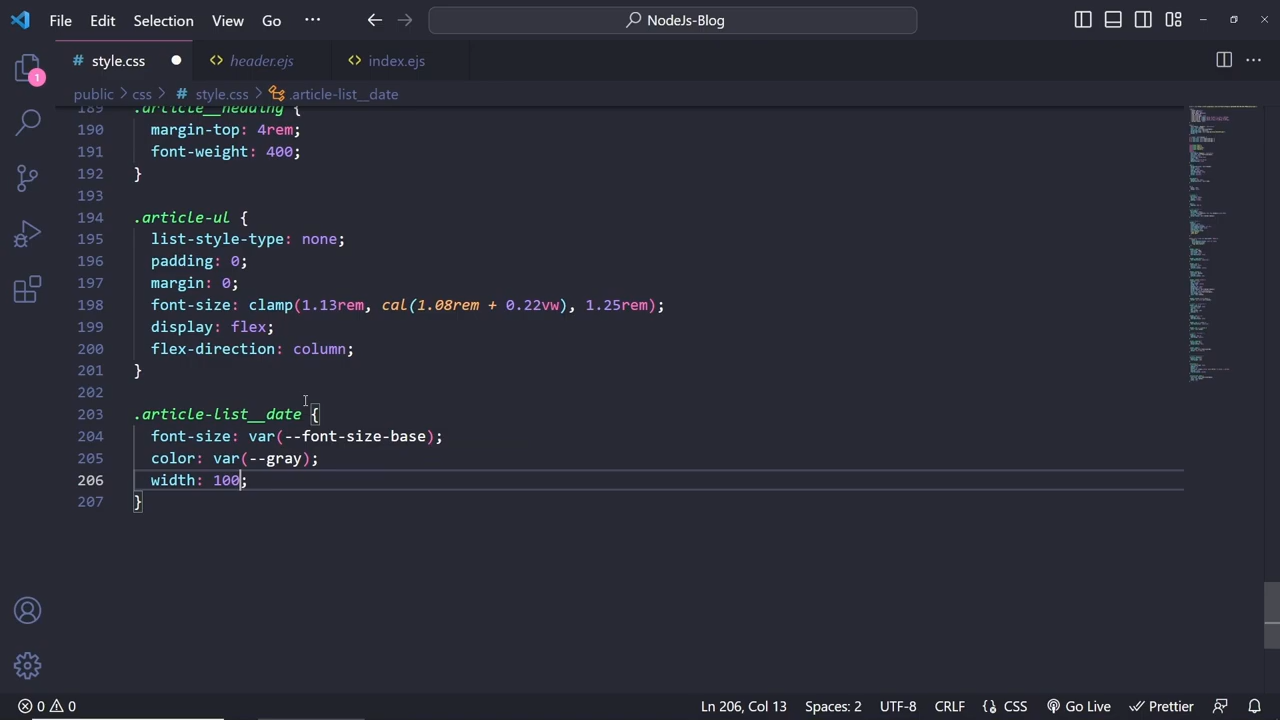 File Edit Selection View Go ··· NodeJs-Blog
# style.css header.ejs index.ejs
public > css > # style.css > .article-list__date
1
189 .article__heading {
190 margin-top: 4rem;
191 font-weight: 400;
192 }
193
194 .article-ul {
195 list-style-type: none;
196 padding: 0;
197 margin: 0;
198 font-size: clamp(1.13rem, cal(1.08rem + 0.22vw), 1.25rem);
199 display: flex;
200 flex-direction: column;
201 }
202
203 .article-list__date {
204 font-size: var(--font-size-base);
205 color: var(--gray);
206 width: 100;
207 }
0 0 Ln 206, Col 13 Spaces: 2 UTF-8 CRLF {} CSS Go Live Prettier